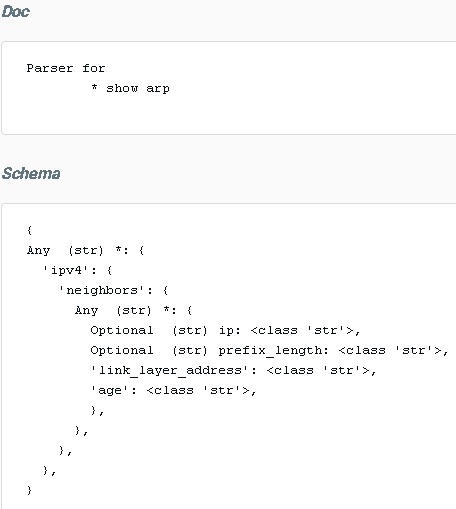 Doc
Parser for
* show arp
Schema
{
Any (str) *: {
'ipv4': {
'neighbors': {
Any (str) *: {
Optional (str) ip: <class 'str'>,
Optional (str) prefix_length: <class 'str'>,
'link_layer_address': <class 'str'>,
'age': <class 'str'>,
},
},
},
},
}